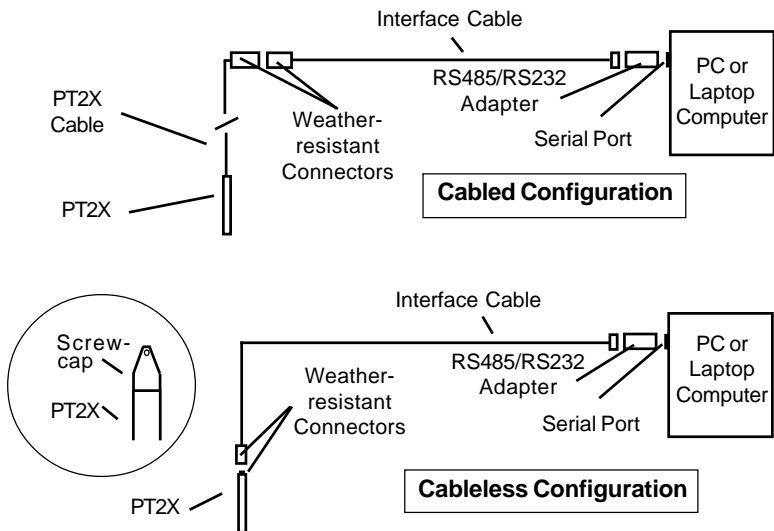 Interface Cable
PT2X
Cable
Weather-
resistant
Connectors
RS485/RS232
Adapter
Serial Port
PC or
Laptop
Computer
PT2X
Cabled Configuration
Screw-
cap
PT2X
Interface Cable
Weather-
resistant
Connectors
RS485/RS232
Adapter
Serial Port
PC or
Laptop
Computer
PT2X
Cableless Configuration